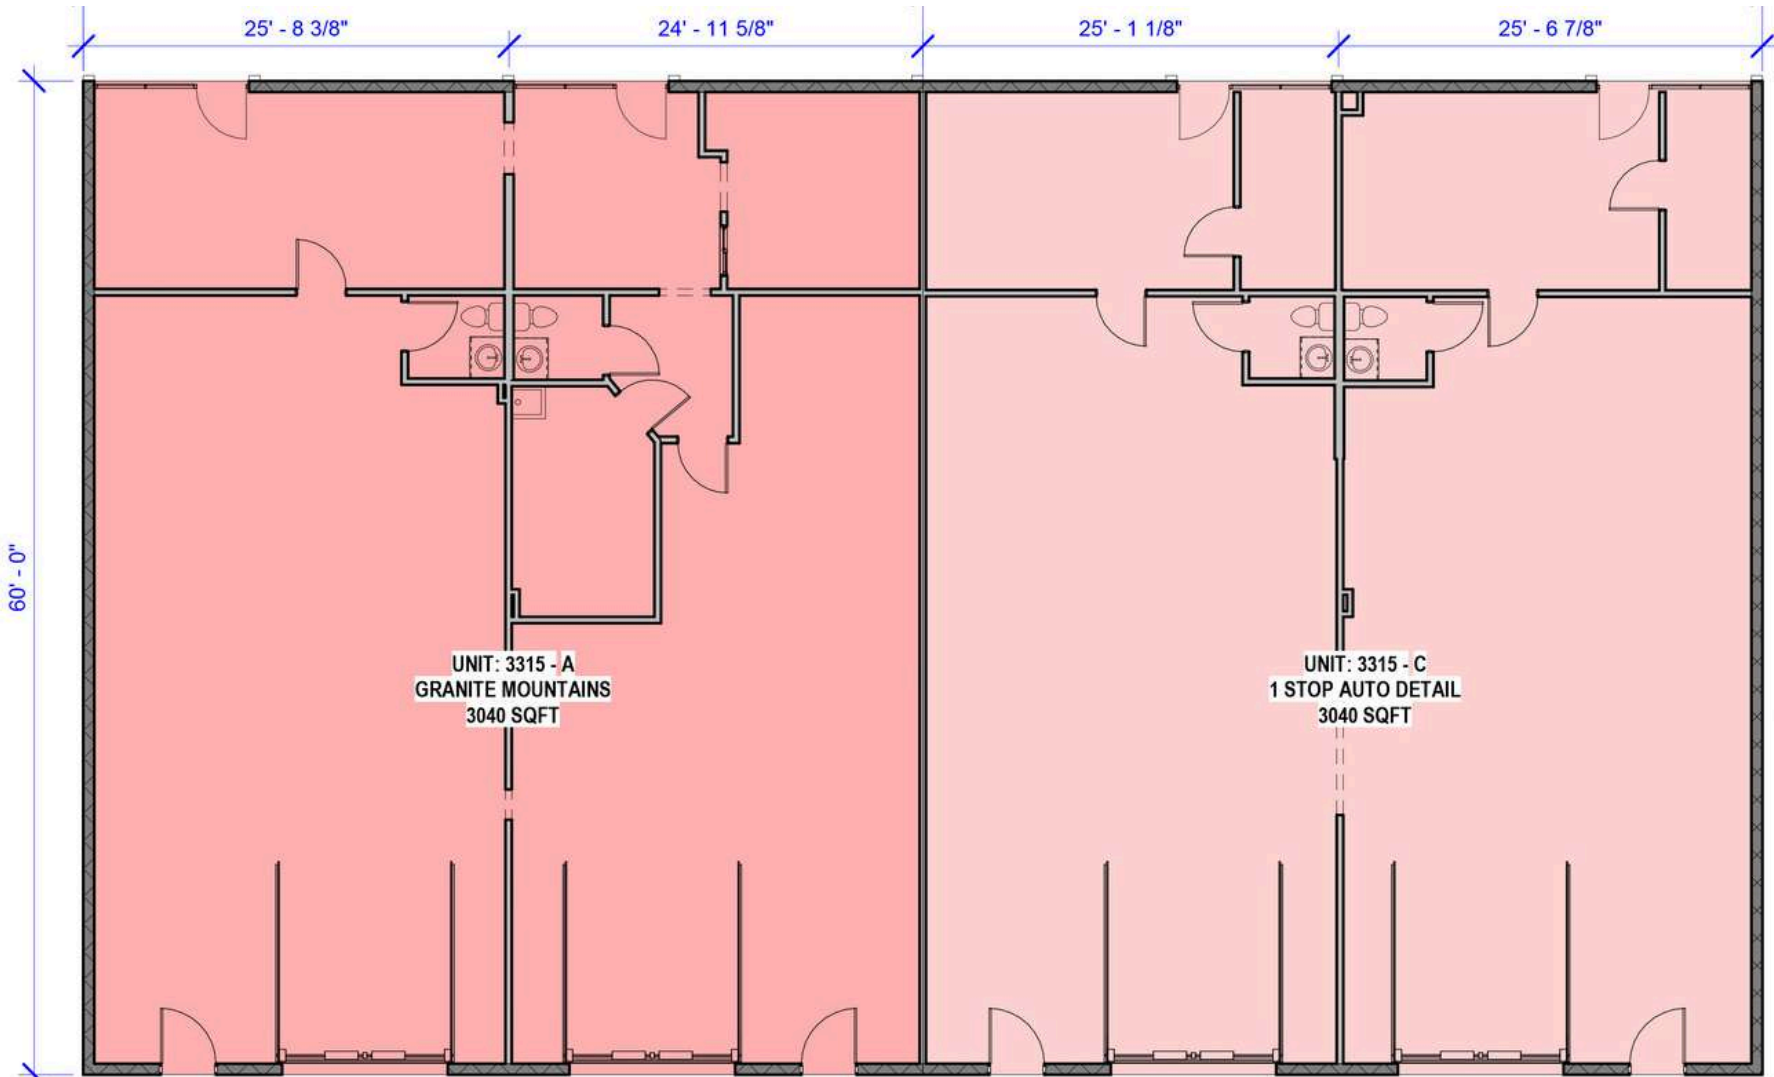 25' - 8 3/8"
24' - 11 5/8"
25' - 1 1/8"
25' - 6 7/8"
60' - 0"
UNIT: 3315 - A
GRANITE MOUNTAINS
3040 SQFT
UNIT: 3315 - C
1 STOP AUTO DETAIL
3040 SQFT